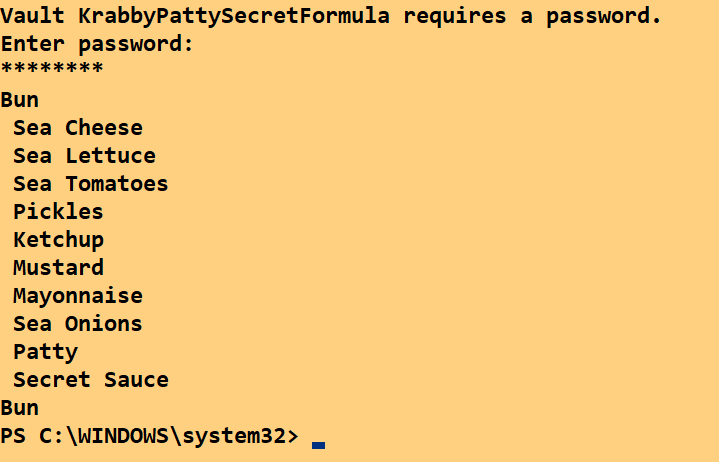 Vault KrabbyPattySecretFormula requires a password.
Enter password:
********
Bun
 Sea Cheese
 Sea Lettuce
 Sea Tomatoes
 Pickles
 Ketchup
 Mustard
 Mayonnaise
 Sea Onions
 Patty
 Secret Sauce
Bun
PS C:\WINDOWS\system32>